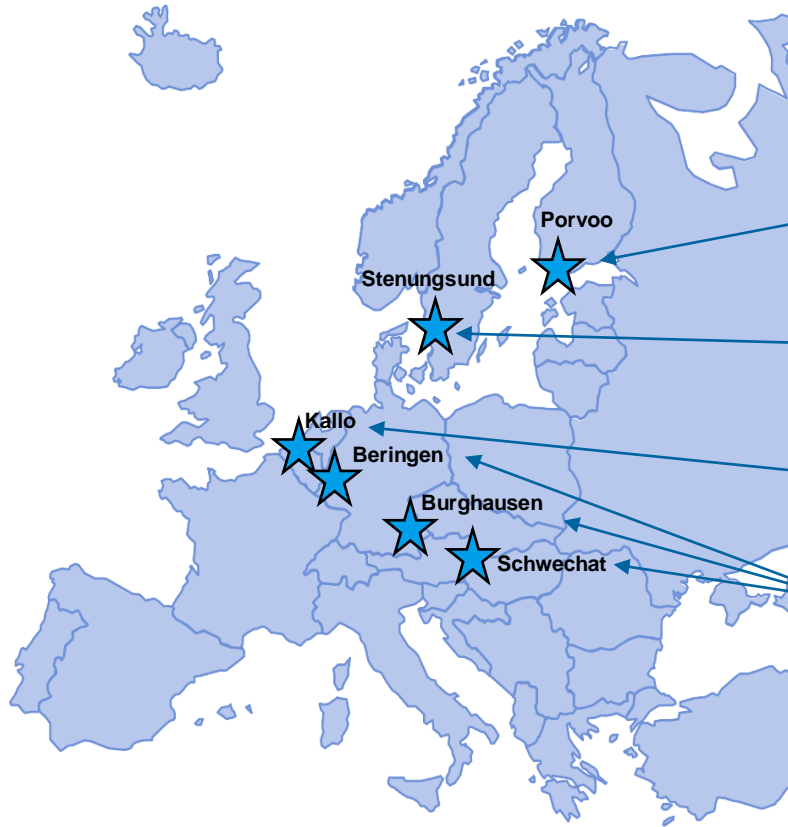 Porvoo
Stenungsund
Kallo
Beringen
Burghausen
Schwechat